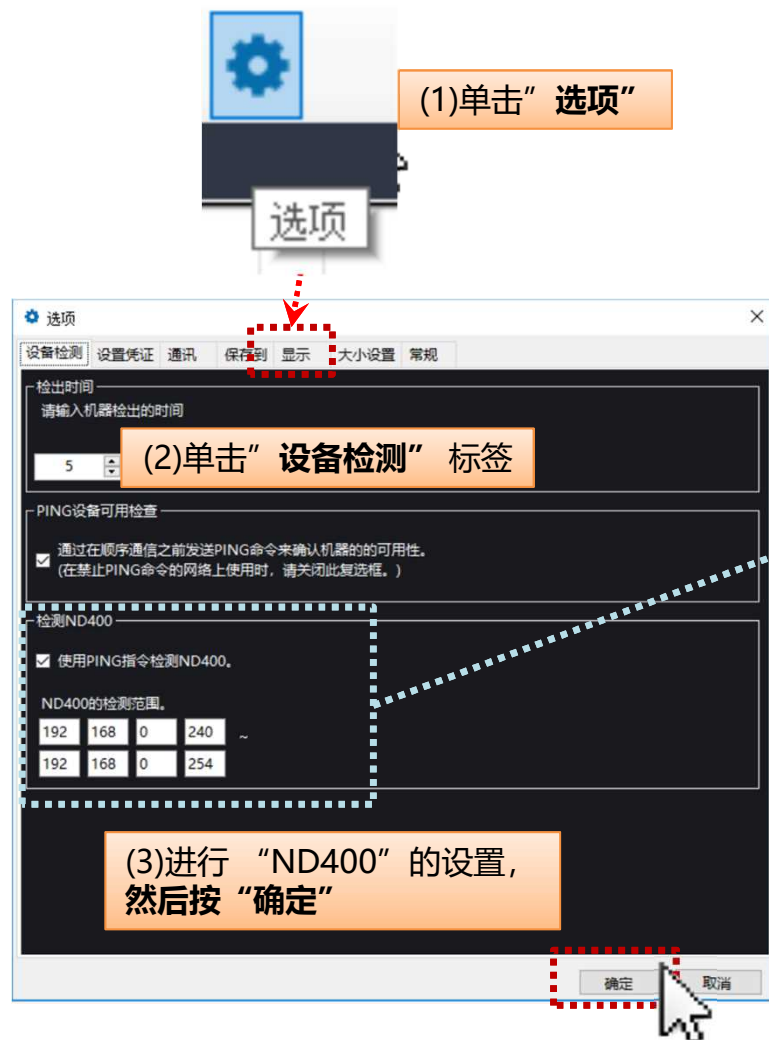 (1)单击”选项”
选项
选项
设备检测 设置凭证 通讯 保存到 显示 大小设置 常规
检出时间
请输入机器检出的时间
5
(2)单击”设备检测” 标签
PING设备可用检查
通过在顺序通信之前发送PING命令来确认机器的的可用性。
(在禁止PING命令的网络上使用时，请关闭此复选框。)
检测ND400
使用PING指令检测ND400。
ND400的检测范围。
192 168 0 240 ~
192 168 0 254
(3)进行 “ND400”的设置，
然后按“确定”
确定 取消